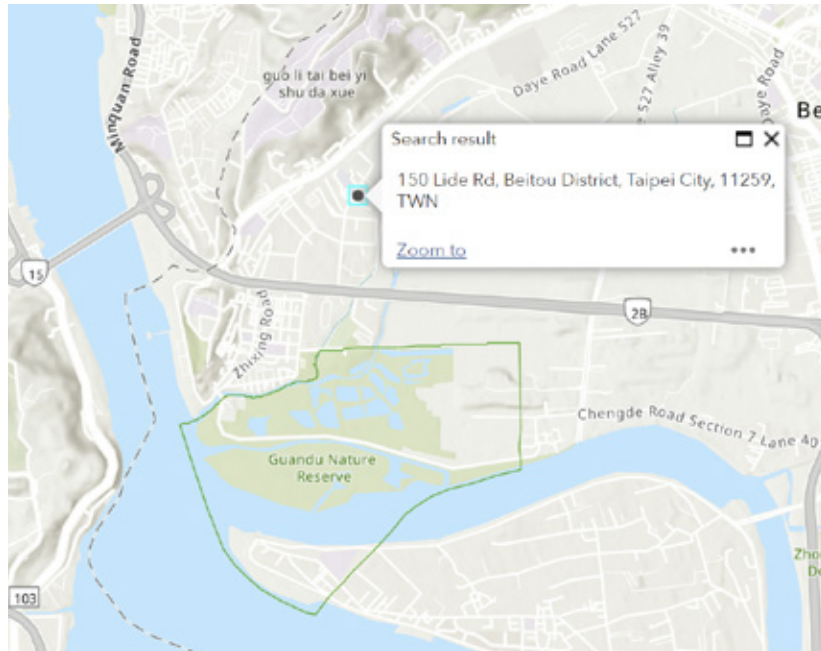 guo li tai bei yi
shu da xue
Minquan Road
Daye Road Lane 527
527 Alley 39
Daye Road
Be
Search result
150 Lide Rd, Beitou District, Taipei City, 11259,
TWN
Zoom to
15
2B
Zhixing Road
Chengde Road Section 7 Lane 40
Guandu Nature
Reserve
103
Zho
De